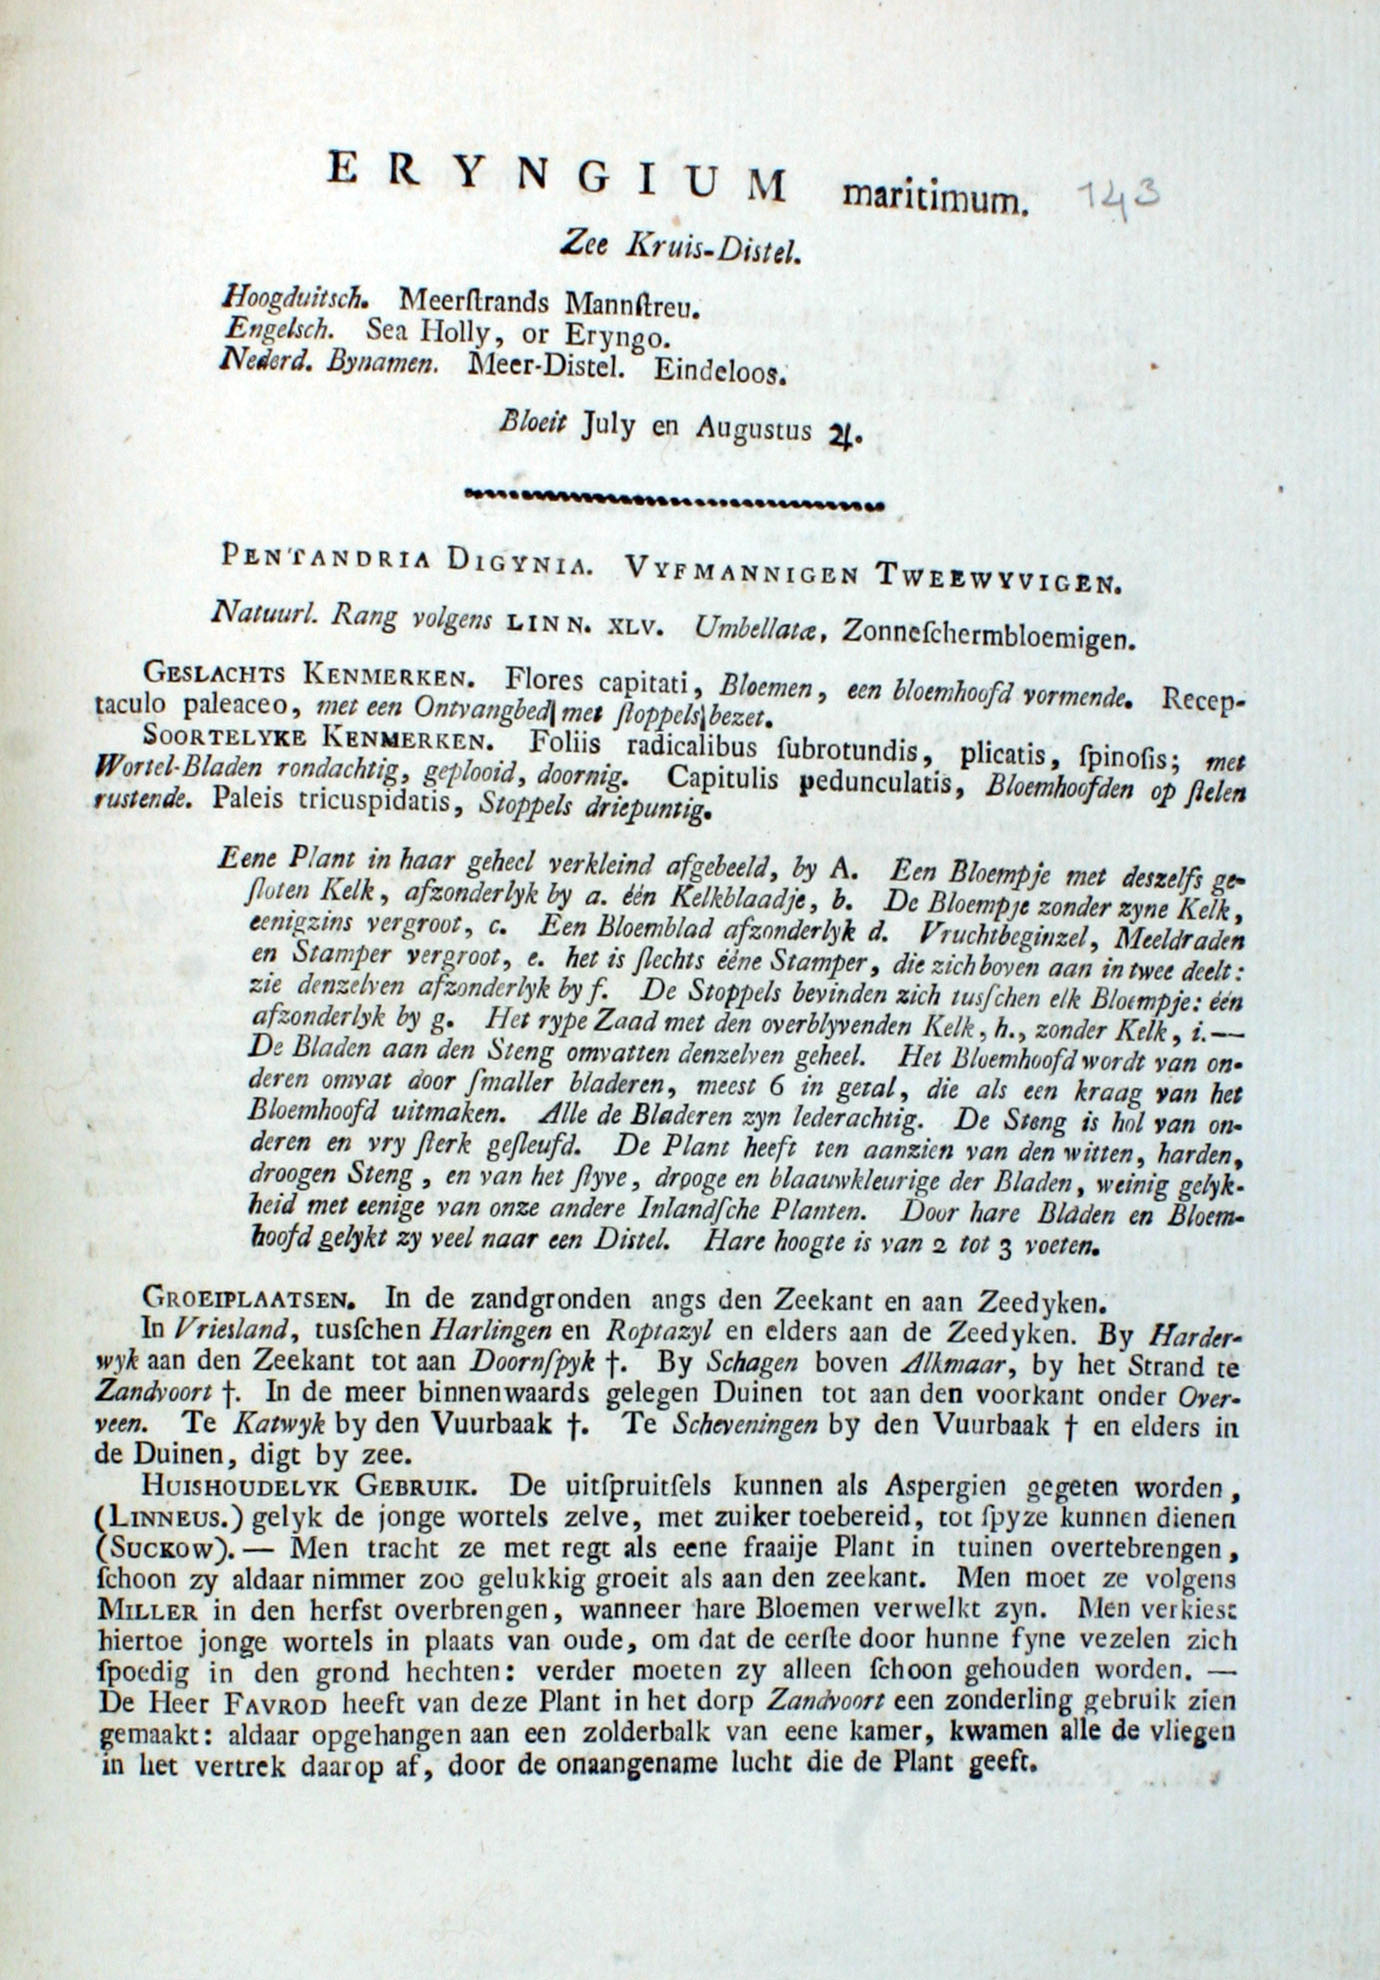 ERYNGIUM maritimum. 143
Zee Kruis-Distel.
Hoogduitsch. Meerſtrands Mannſtreu.
Engelsch. Sea Holly, or Eryngo.
Nederd. Bynamen. Meer-Distel. Eindeloos.
Bloeit July en Augustus ♃.
PENTANDRIA DIGYNIA. VYFMANNIGEN TWEEWYVIGEN.
Natuurl. Rang volgens LINN. XLV. Umbellatæ, Zonneſchermbloemigen.
GESLACHTS KENMERKEN. Flores capitati, Bloemen, een bloemhoofd vormende. Recep-
taculo paleaceo, met een Ontvangbed met ſtoppels bezet.
SOORTELYKE KENMERKEN. Foliis radicalibus ſubrotundis, plicatis, ſpinoſis; met
Wortel-Bladen rondachtig, geplooid, doornig. Capitulis pedunculatis, Bloemhoofden op ſtelen
rustende. Paleis tricuspidatis, Stoppels driepuntig.
Eene Plant in haar geheel verkleind afgebeeld, by A. Een Bloempje met deszelfs ge-
ſloten Kelk, afzonderlyk by a. één Kelkblaadje, b. De Bloempje zonder zyne Kelk,
eenigzins vergroot, c. Een Bloemblad afzonderlyk d. Vruchtbeginzel, Meeldraden
en Stamper vergroot, e. het is ſlechts ééne Stamper, die zich boven aan in twee deelt:
zie denzelven afzonderlyk by f. De Stoppels bevinden zich tusſchen elk Bloempje: één
afzonderlyk by g. Het rype Zaad met den overblyvenden Kelk, h., zonder Kelk, i.—
De Bladen aan den Steng omvatten denzelven geheel. Het Bloemhoofd wordt van on-
deren omvat door ſmaller bladeren, meest 6 in getal, die als een kraag van het
Bloemhoofd uitmaken. Alle de Bladeren zyn lederachtig. De Steng is hol van on-
deren en vry ſterk geſleufd. De Plant heeft ten aanzien van den witten, harden,
droogen Steng, en van het ſtyve, drooge en blaauwkleurige der Bladen, weinig gelyk-
heid met eenige van onze andere Inlandſche Planten. Door hare Bladen en Bloem-
hoofd gelykt zy veel naar een Distel. Hare hoogte is van 2 tot 3 voeten.
GROEIPLAATSEN. In de zandgronden angs den Zeekant en aan Zeedyken.
In Vriesland, tusſchen Harlingen en Roptazyl en elders aan de Zeedyken. By Harder-
wyk aan den Zeekant tot aan Doornſpyk †. By Schagen boven Alkmaar, by het Strand te
Zandvoort †. In de meer binnenwaards gelegen Duinen tot aan den voorkant onder Over-
veen. Te Katwyk by den Vuurbaak †. Te Scheveningen by den Vuurbaak † en elders in
de Duinen, digt by zee.
HUISHOUDELYK GEBRUIK. De uitſpruitſels kunnen als Aspergien gegeten worden,
(LINNEUS.) gelyk de jonge wortels zelve, met zuiker toebereid, tot ſpyze kunnen dienen
(SUCKOW).— Men tracht ze met regt als eene fraaije Plant in tuinen overtebrengen,
ſchoon zy aldaar nimmer zoo gelukkig groeit als aan den zeekant. Men moet ze volgens
MILLER in den herfst overbrengen, wanneer hare Bloemen verwelkt zyn. Men verkiest
hiertoe jonge wortels in plaats van oude, om dat de eerſte door hunne fyne vezelen zich
ſpoedig in den grond hechten: verder moeten zy alleen ſchoon gehouden worden. —
De Heer FAVROD heeft van deze Plant in het dorp Zandvoort een zonderling gebruik zien
gemaakt: aldaar opgehangen aan een zolderbalk van eene kamer, kwamen alle de vliegen
in het vertrek daarop af, door de onaangename lucht die de Plant geeft.